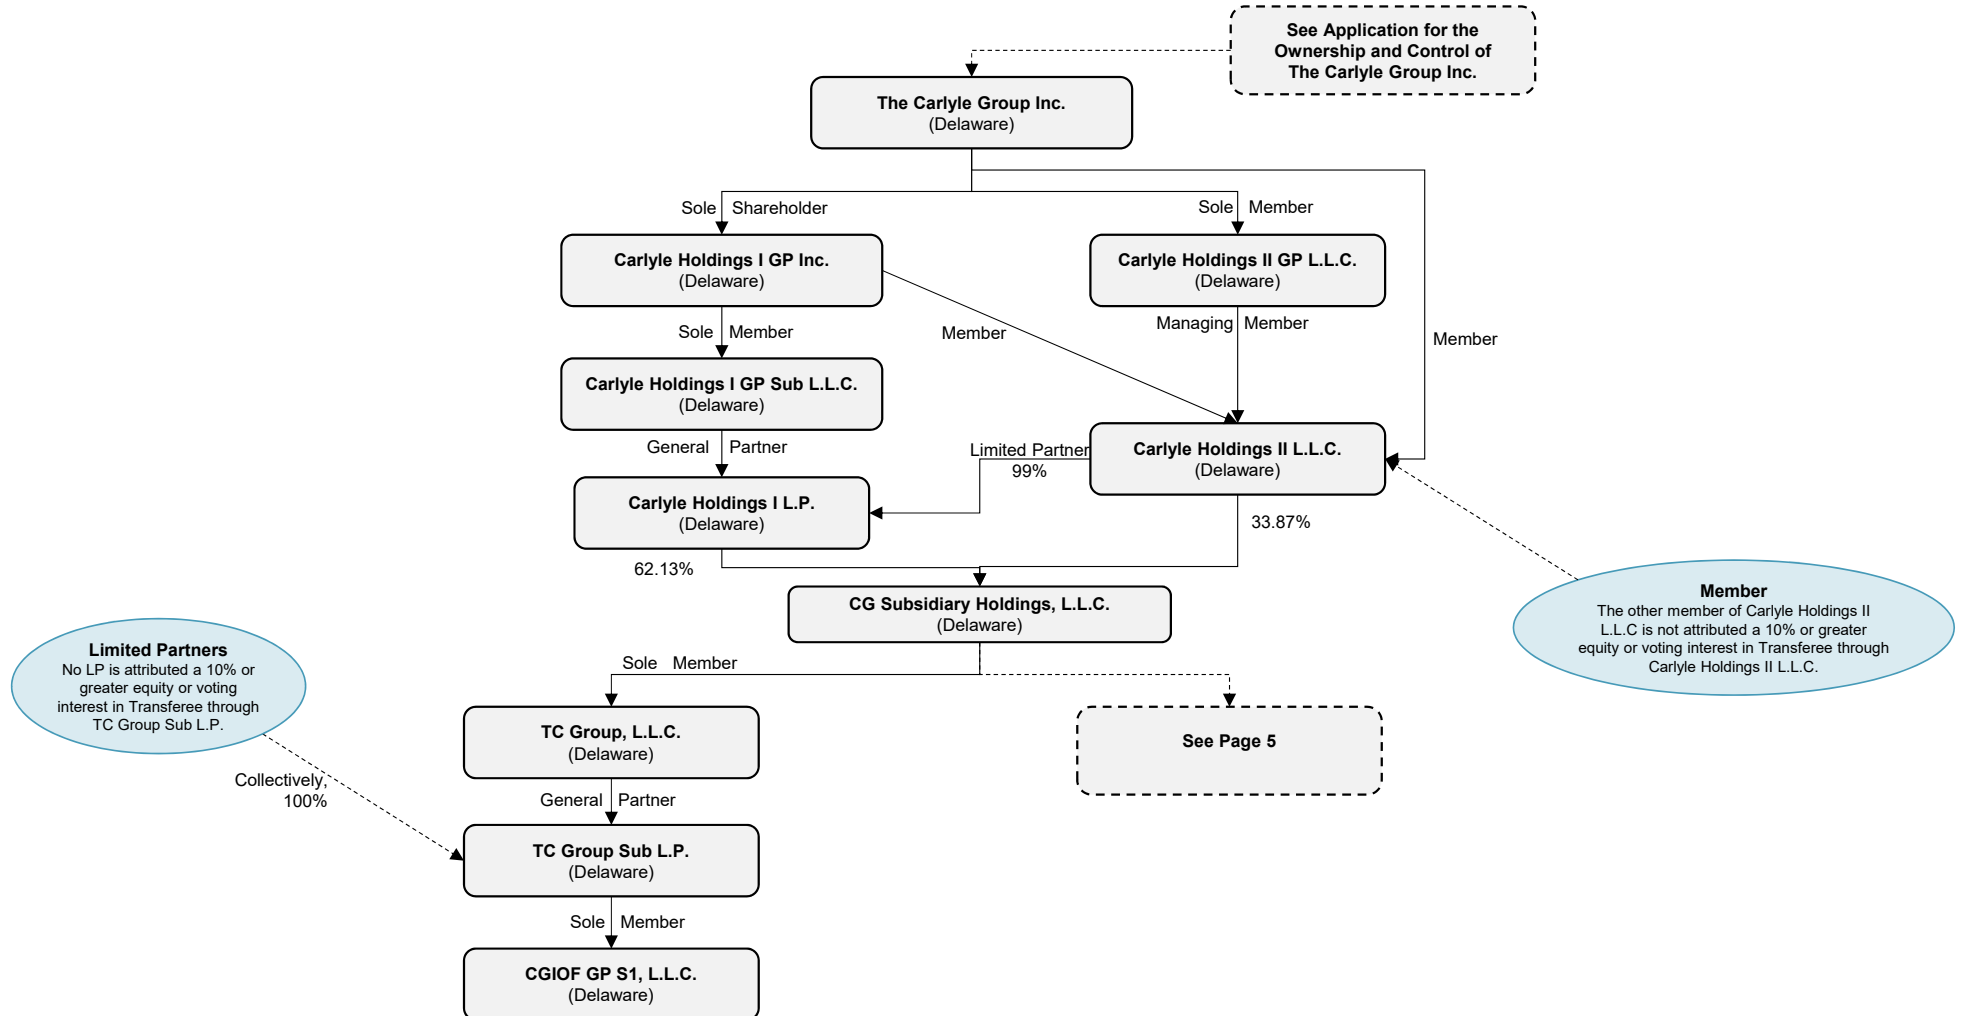 See Application for the
Ownership and Control of
The Carlyle Group Inc.
The Carlyle Group Inc.
(Delaware)
Sole Shareholder
Sole Member
Carlyle Holdings I GP Inc.
(Delaware)
Carlyle Holdings II GP L.L.C.
(Delaware)
Sole Member
Member
Managing Member
Member
Carlyle Holdings I GP Sub L.L.C.
(Delaware)
General Partner
Limited Partner
99%
Carlyle Holdings II L.L.C.
(Delaware)
Carlyle Holdings I L.P.
(Delaware)
33.87%
62.13%
CG Subsidiary Holdings, L.L.C.
(Delaware)
Member
The other member of Carlyle Holdings II
L.L.C is not attributed a 10% or greater
equity or voting interest in Transferee through
Carlyle Holdings II L.L.C.
Limited Partners
No LP is attributed a 10% or
greater equity or voting
interest in Transferee through
TC Group Sub L.P.
Sole Member
TC Group, L.L.C.
(Delaware)
See Page 5
Collectively,
100%
General Partner
TC Group Sub L.P.
(Delaware)
Sole Member
CGIOF GP S1, L.L.C.
(Delaware)